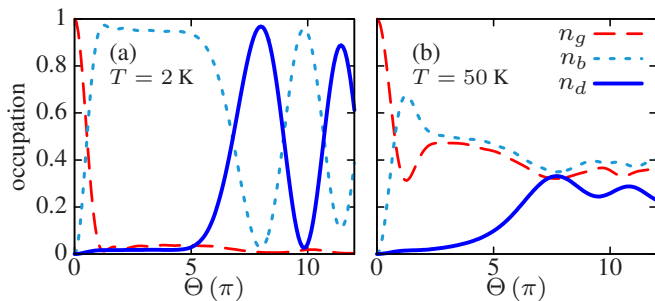 1
0.8
0.6
0.4
0.2
0
occupation
(a)
T = 2 K
0 5 10
Θ (π)
(b)
T = 50 K
n_g
n_b
n_d
0 5 10
Θ (π)